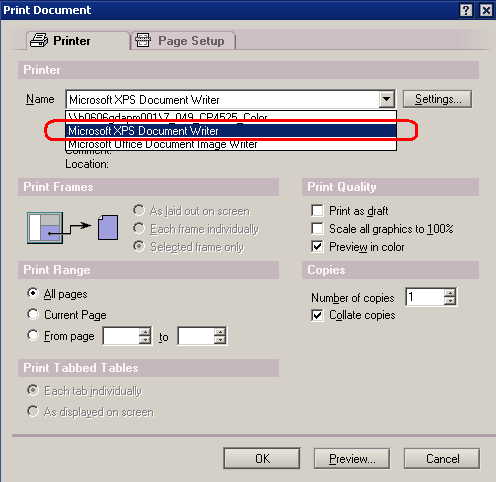 Print Document
Printer
Page Setup
Printer
Name Microsoft XPS Document Writer Settings...
Microsoft XPS Document Writer
Microsoft Office Document Image Writer
Comment:
Location:
Print Frames
As laid out on screen
Each frame individually
Selected frame only
Print Quality
Print as draft
Scale all graphics to 100%
Preview in color
Print Range
All pages
Current Page
From page to
Copies
Number of copies 1
Collate copies
Print Tabbed Tables
Each tab individually
As displayed on screen
OK Preview... Cancel